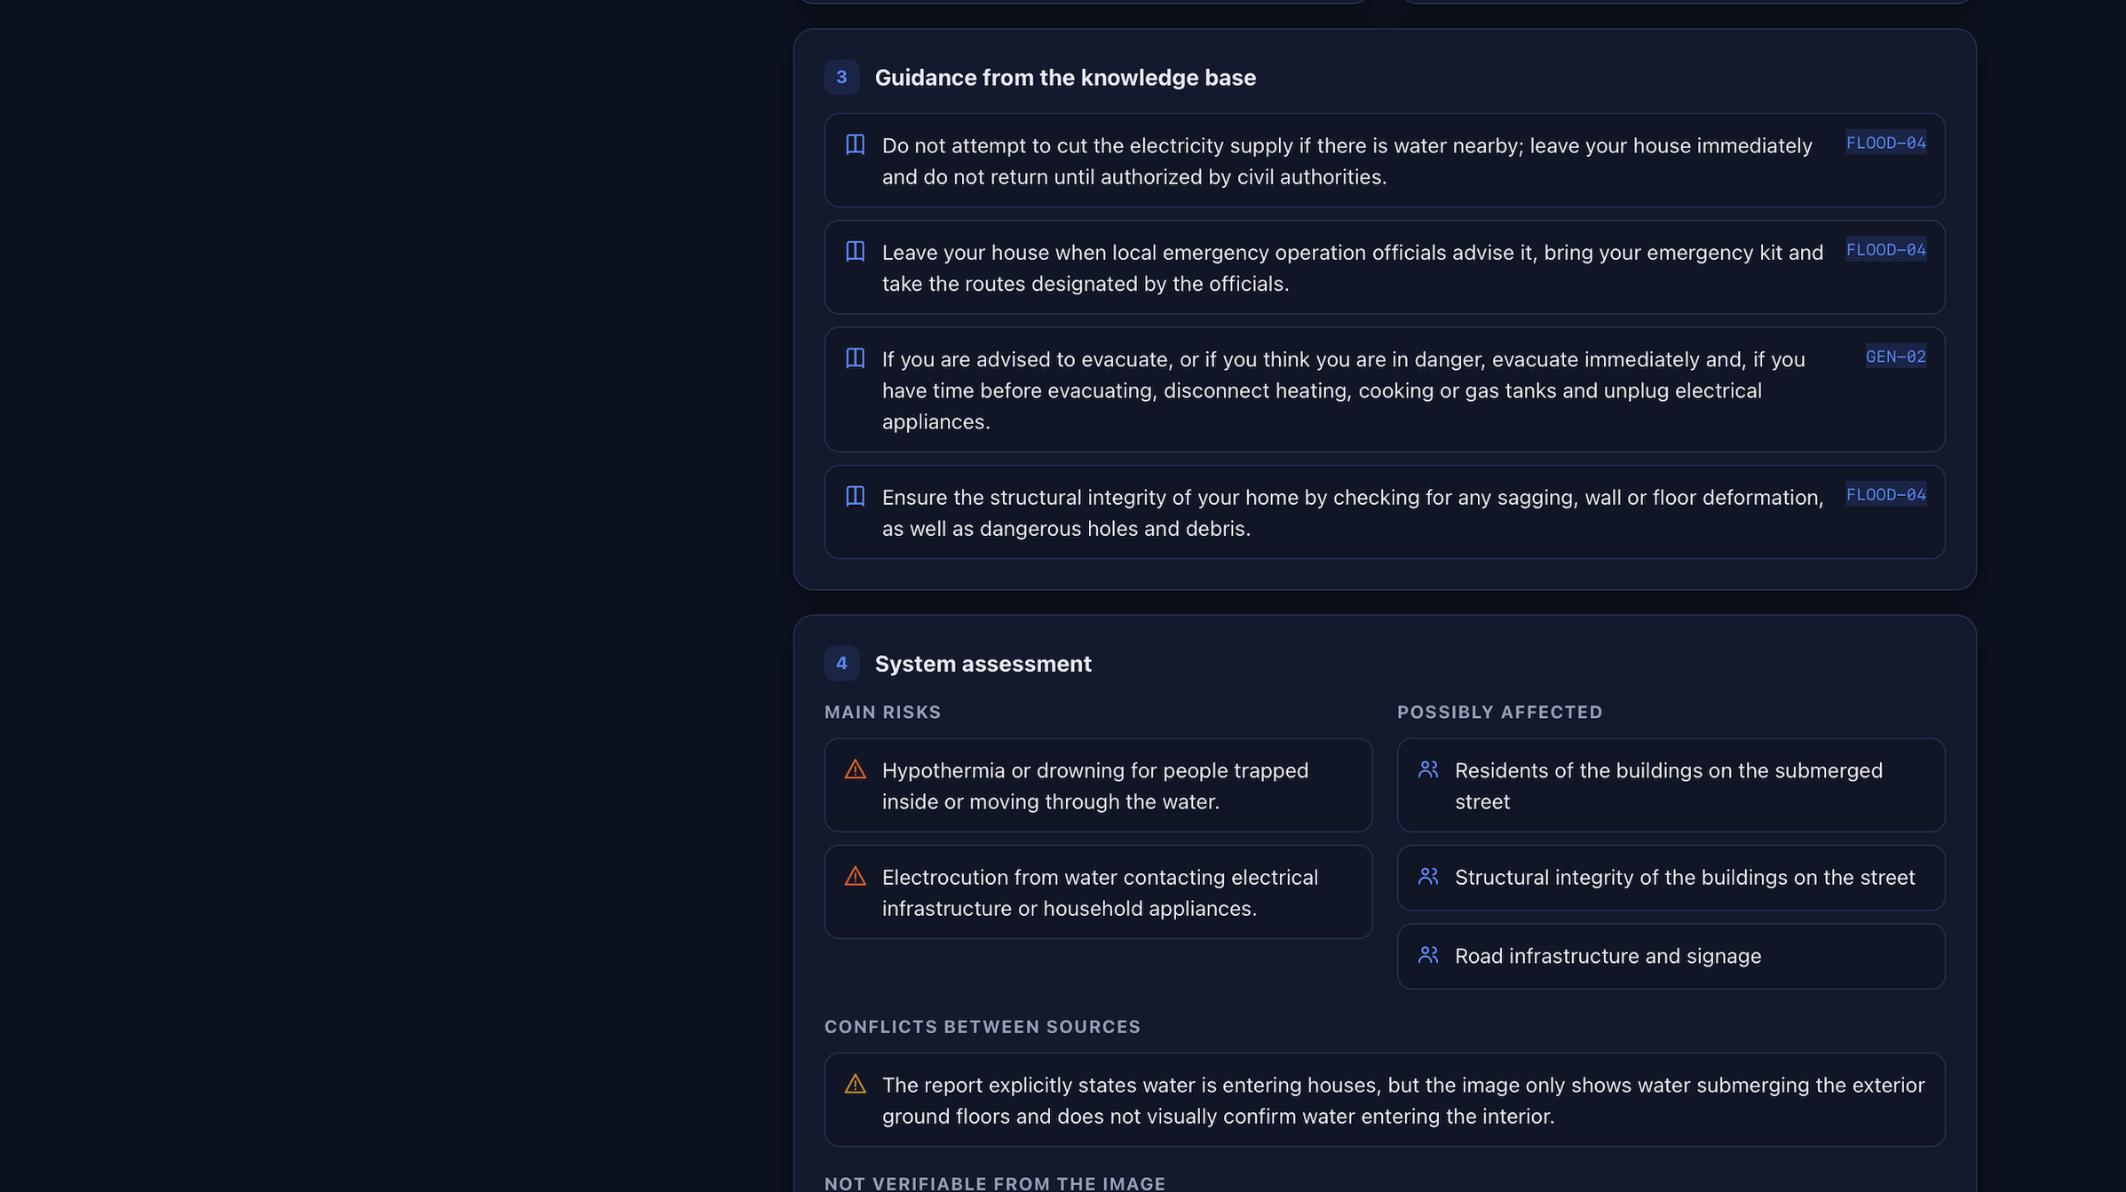 3 Guidance from the knowledge base
Do not attempt to cut the electricity supply if there is water nearby; leave your house immediately FLOOD-04
and do not return until authorized by civil authorities.
Leave your house when local emergency operation officials advise it, bring your emergency kit and FLOOD-04
take the routes designated by the officials.
If you are advised to evacuate, or if you think you are in danger, evacuate immediately and, if you GEN-02
have time before evacuating, disconnect heating, cooking or gas tanks and unplug electrical
appliances.
Ensure the structural integrity of your home by checking for any sagging, wall or floor deformation, FLOOD-04
as well as dangerous holes and debris.
4 System assessment
MAIN RISKS
Hypothermia or drowning for people trapped
inside or moving through the water.
Electrocution from water contacting electrical
infrastructure or household appliances.
POSSIBLY AFFECTED
Residents of the buildings on the submerged
street
Structural integrity of the buildings on the street
Road infrastructure and signage
CONFLICTS BETWEEN SOURCES
The report explicitly states water is entering houses, but the image only shows water submerging the exterior
ground floors and does not visually confirm water entering the interior.
NOT VERIFIABLE FROM THE IMAGE